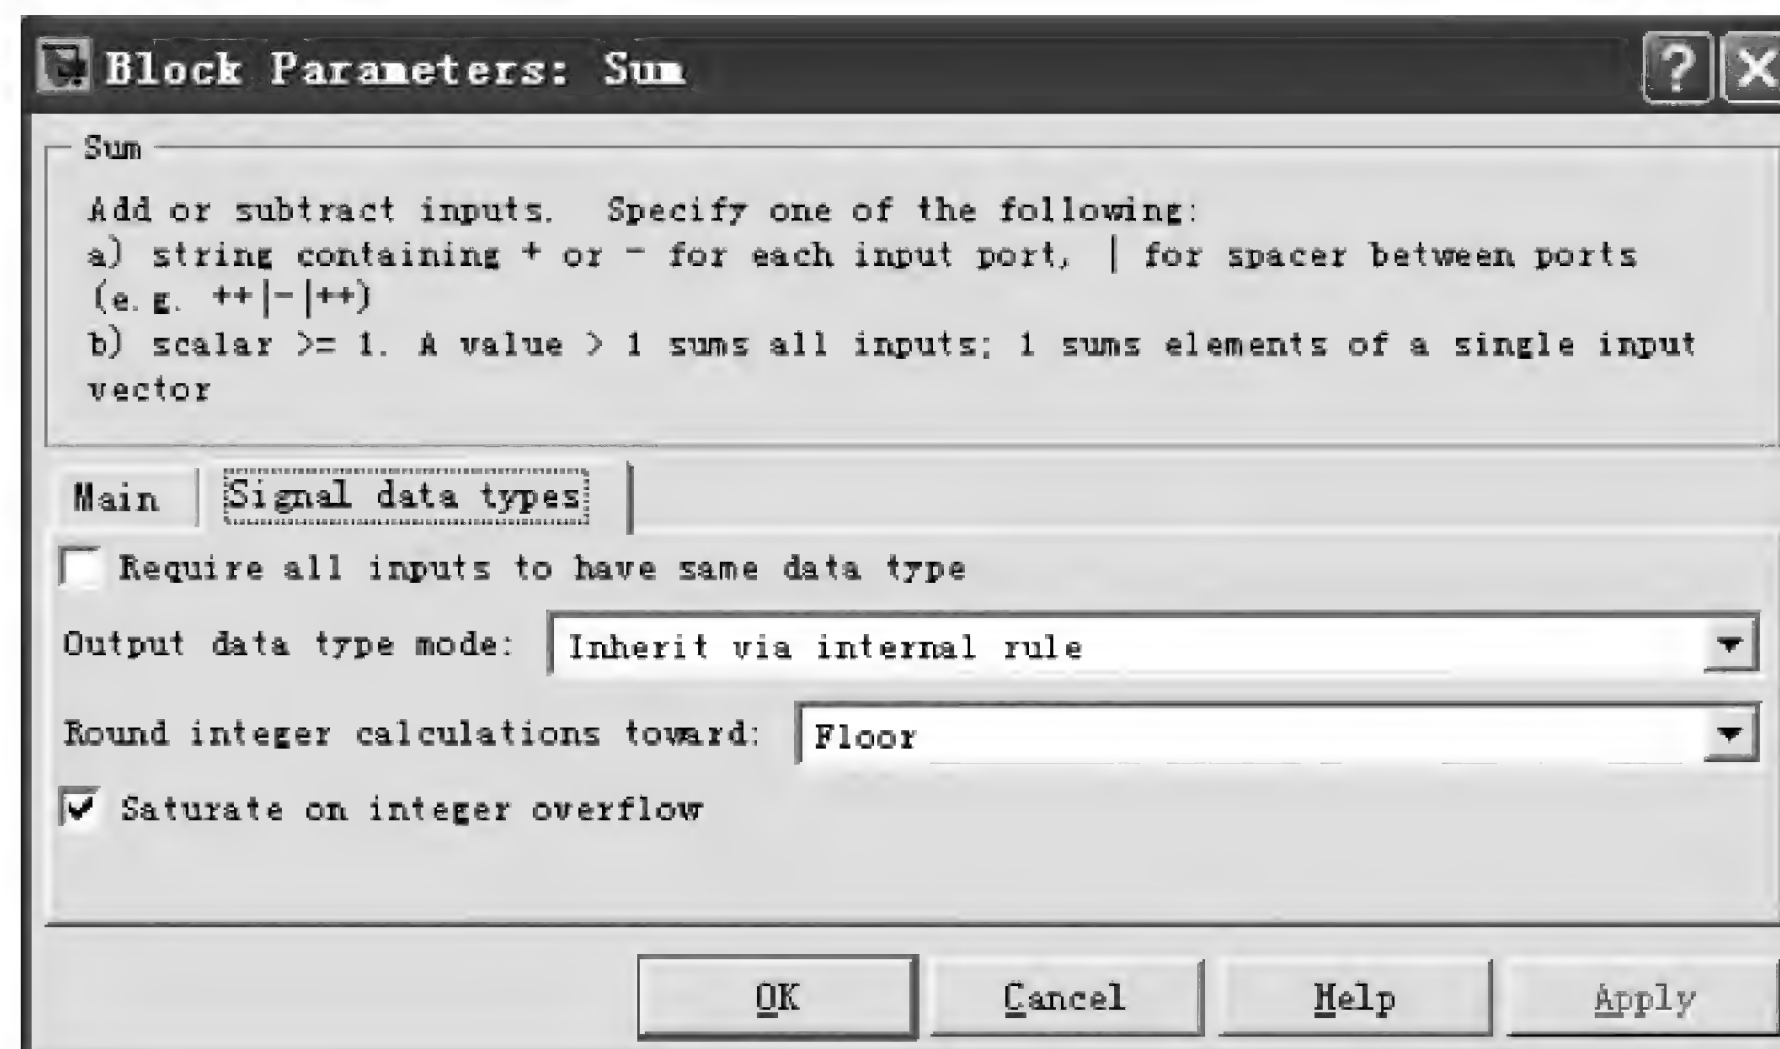 Block Parameters: Sum
Sum
Add or subtract inputs. Specify one of the following:
a) string containing + or - for each input port, | for spacer between ports
(e.g. ++|-|++)
b) scalar >= 1. A value > 1 sums all inputs; 1 sums elements of a single input
vector
Main Signal data types
Require all inputs to have same data type
Output data type mode: Inherit via internal rule
Round integer calculations toward: Floor
Saturate on integer overflow
OK Cancel Help Apply